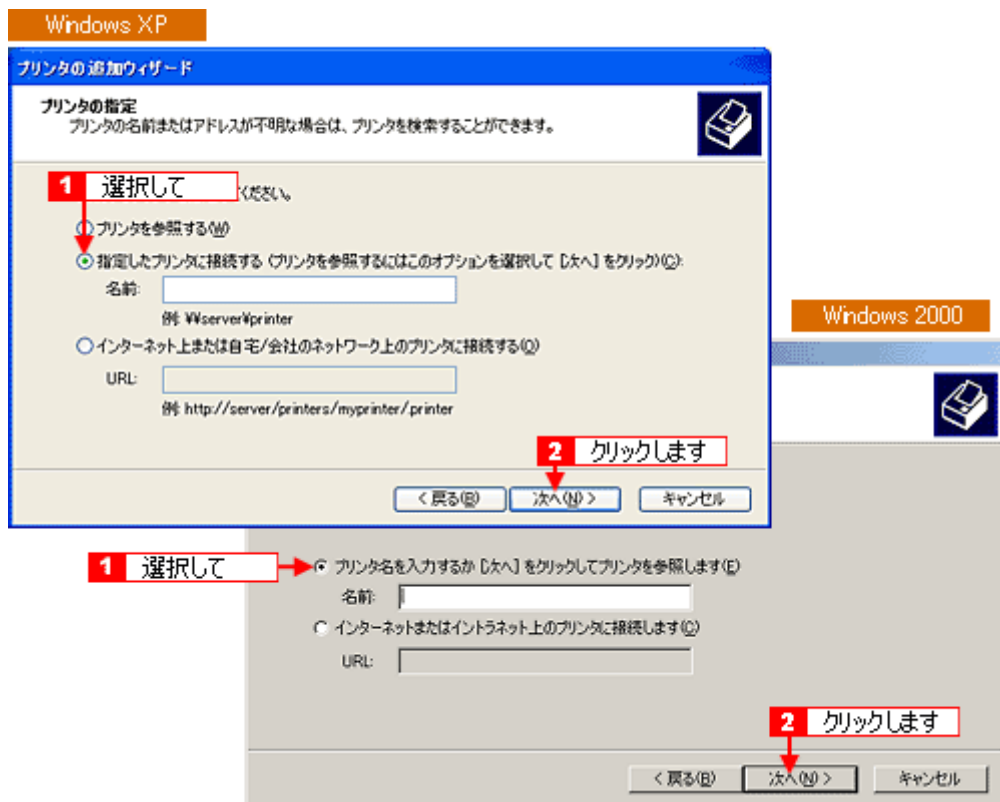 Windows XP
プリンタの追加ウィザード
プリンタの指定
プリンタの名前またはアドレスが不明な場合は、プリンタを検索することができます。
1 選択して
ください。
プリンタを参照する(W)
指定したプリンタに接続する (プリンタを参照するにはこのオプションを選択して [次へ] をクリック)(C):
名前:
例: ¥¥server¥printer
インターネット上または自宅/会社のネットワーク上のプリンタに接続する(O)
URL:
例: http://server/printers/myprinter/.printer
2 クリックします
< 戻る(B) 次へ(N) > キャンセル
Windows 2000
1 選択して
プリンタ名を入力するか [次へ] をクリックしてプリンタを参照します(E)
名前:
インターネットまたはイントラネット上のプリンタに接続します(C)
URL:
2 クリックします
< 戻る(B) 次へ(N) > キャンセル